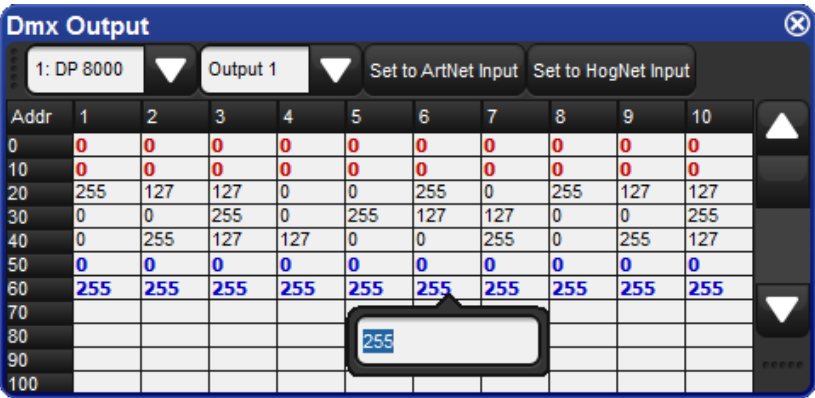 Dmx Output
1: DP 8000 Output 1 Set to ArtNet Input Set to HogNet Input
Addr 1 2 3 4 5 6 7 8 9 10
0 0 0 0 0 0 0 0 0 0 0
10 0 0 0 0 0 0 0 0 0 0
20 255 127 127 0 0 255 0 255 127 127
30 0 0 255 0 255 127 127 0 0 255
40 0 255 127 127 0 0 255 0 255 127
50 0 0 0 0 0 0 0 0 0 0
60 255 255 255 255 255 255 255 255 255 255
70
80 255
90
100